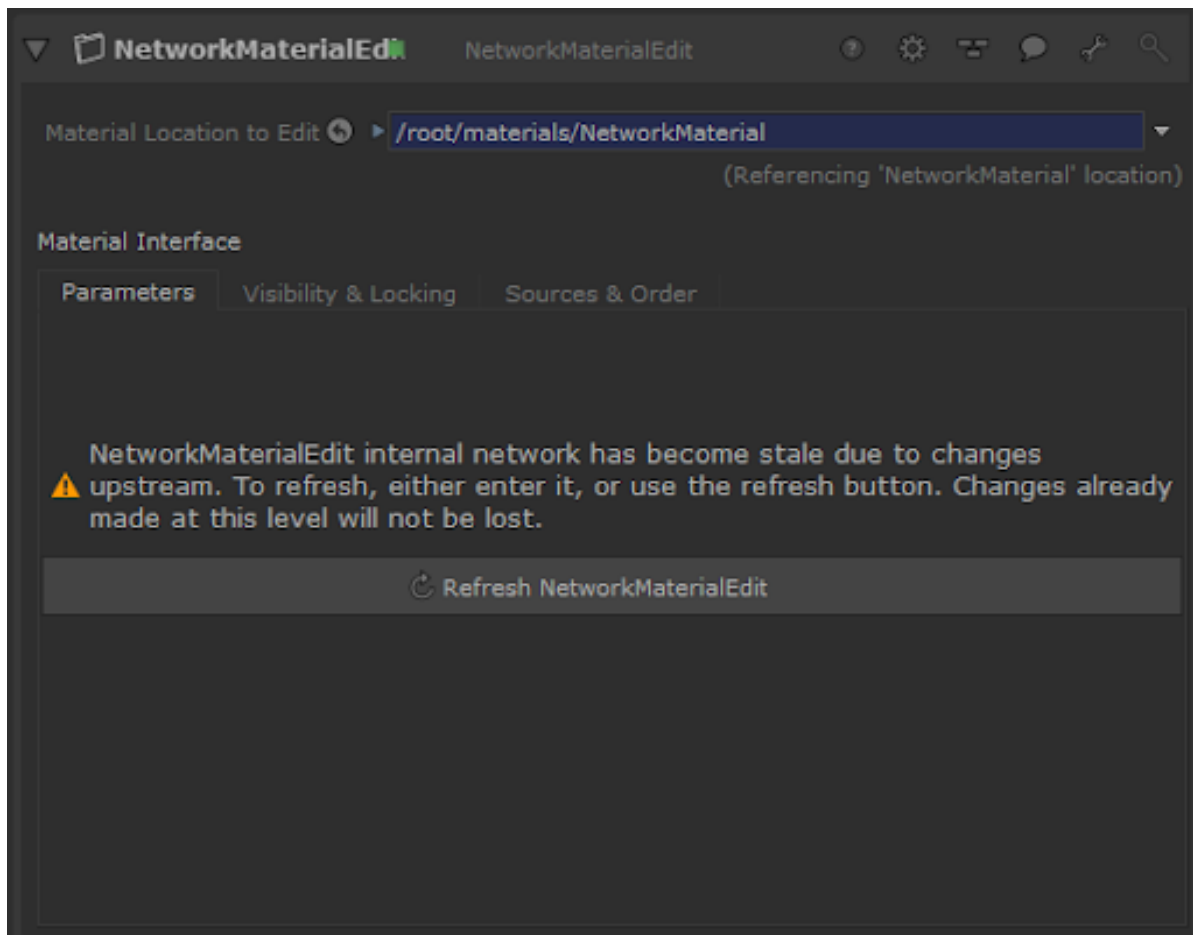 NetworkMaterialEdi NetworkMaterialEdit
Material Location to Edit /root/materials/NetworkMaterial
(Referencing 'NetworkMaterial' location)
Material Interface
Parameters Visibility & Locking Sources & Order
NetworkMaterialEdit internal network has become stale due to changes
upstream. To refresh, either enter it, or use the refresh button. Changes already
made at this level will not be lost.
Refresh NetworkMaterialEdit